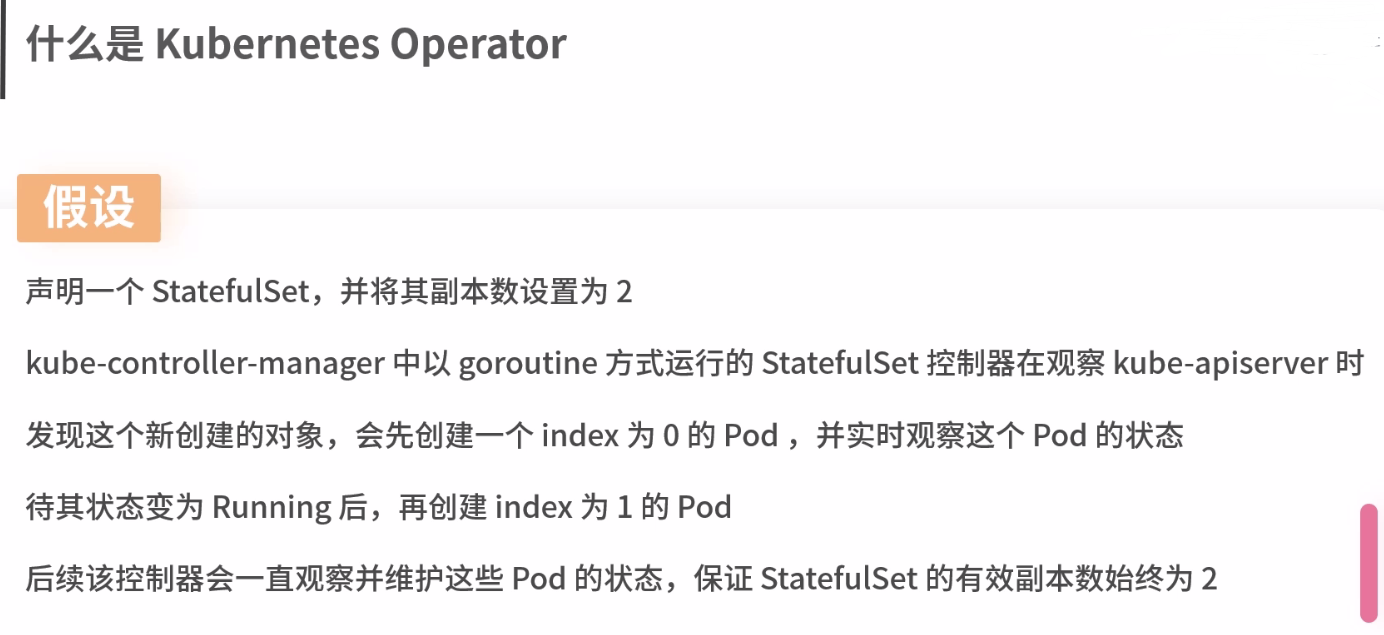 什么是 Kubernetes Operator
假设
声明一个 StatefulSet，并将其副本数设置为 2
kube-controller-manager 中以 goroutine 方式运行的 StatefulSet 控制器在观察 kube-apiserver 时
发现这个新创建的对象，会先创建一个 index 为 0 的 Pod ，并实时观察这个 Pod 的状态
待其状态变为 Running 后，再创建 index 为 1 的 Pod
后续该控制器会一直观察并维护这些 Pod 的状态，保证 StatefulSet 的有效副本数始终为 2